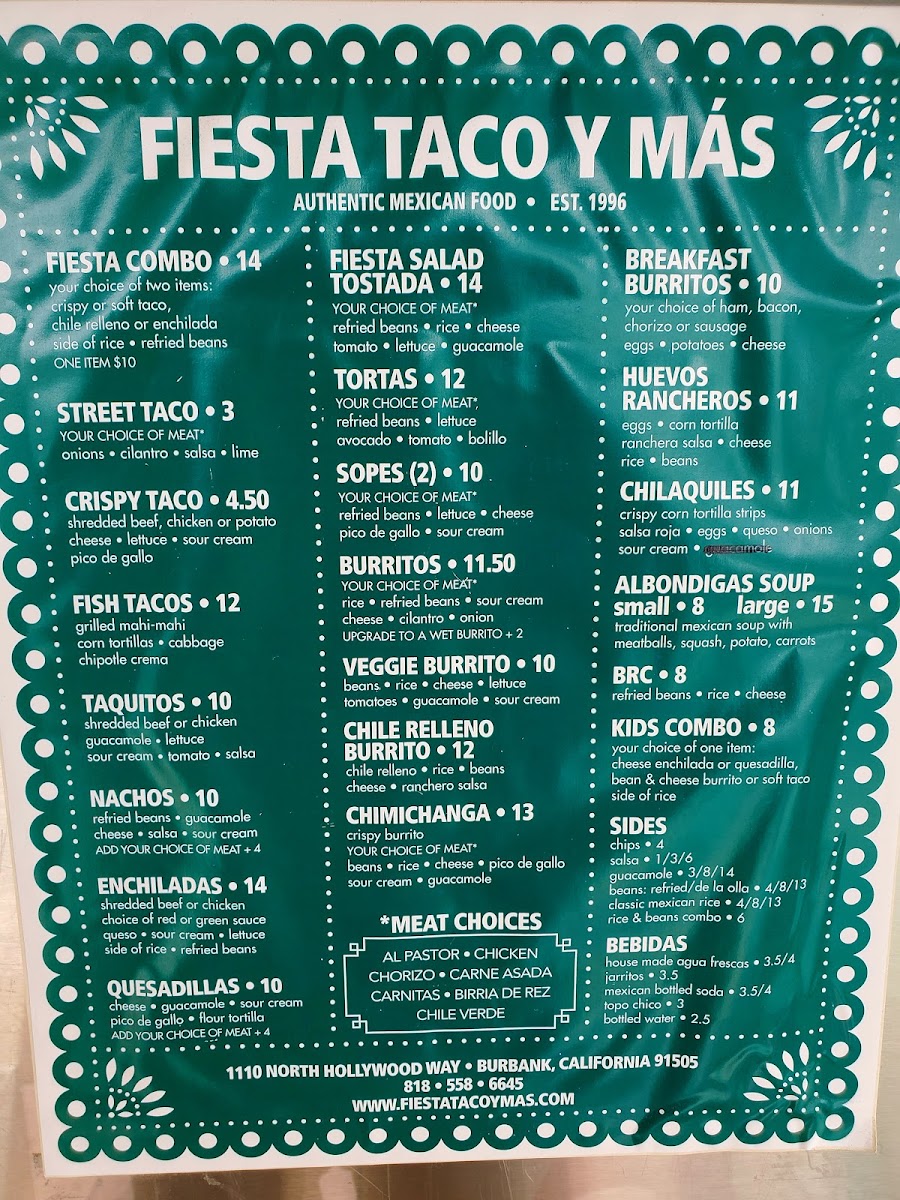 FIESTA TACO Y MÁS
AUTHENTIC MEXICAN FOOD • EST. 1996
FIESTA COMBO • 14
your choice of two items:
crispy or soft taco,
chile relleno or enchilada
side of rice • refried beans
ONE ITEM $10
STREET TACO • 3
YOUR CHOICE OF MEAT*
onions • cilantro • salsa • lime
CRISPY TACO • 4.50
shredded beef, chicken or potato
cheese • lettuce • sour cream
pico de gallo
FISH TACOS • 12
grilled mahi-mahi
corn tortillas • cabbage
chipotle crema
TAQUITOS • 10
shredded beef or chicken
guacamole • lettuce
sour cream • tomato • salsa
NACHOS • 10
refried beans • guacamole
cheese • salsa • sour cream
ADD YOUR CHOICE OF MEAT + 4
ENCHILADAS • 14
shredded beef or chicken
choice of red or green sauce
queso • sour cream • lettuce
side of rice • refried beans
QUESADILLAS • 10
cheese • guacamole • sour cream
pico de gallo • flour tortilla
ADD YOUR CHOICE OF MEAT + 4
FIESTA SALAD
TOSTADA • 14
YOUR CHOICE OF MEAT*
refried beans • rice • cheese
tomato • lettuce • guacamole
TORTAS • 12
YOUR CHOICE OF MEAT*
refried beans • lettuce
avocado • tomato • bolillo
SOPES (2) • 10
YOUR CHOICE OF MEAT*
refried beans • lettuce • cheese
pico de gallo • sour cream
BURRITOS • 11.50
YOUR CHOICE OF MEAT*
rice • refried beans • sour cream
cheese • cilantro • onion
UPGRADE TO A WET BURRITO + 2
VEGGIE BURRITO • 10
beans • rice • cheese • lettuce
tomatoes • guacamole • sour cream
CHILE RELLENO
BURRITO • 12
chile relleno • rice • beans
cheese • ranchero salsa
CHIMICHANGA • 13
crispy burrito
YOUR CHOICE OF MEAT*
beans • rice • cheese • pico de gallo
sour cream • guacamole
*MEAT CHOICES
AL PASTOR • CHICKEN
CHORIZO • CARNE ASADA
CARNITAS • BIRRIA DE REZ
CHILE VERDE
BREAKFAST
BURRITOS • 10
your choice of ham, bacon,
chorizo or sausage
eggs • potatoes • cheese
HUEVOS
RANCHEROS • 11
eggs • corn tortilla
ranchera salsa • cheese
rice • beans
CHILAQUILES • 11
crispy corn tortilla strips
salsa roja • eggs • queso • onions
sour cream • guacamole
ALBONDIGAS SOUP
small • 8 large • 15
traditional mexican soup with
meatballs, squash, potato, carrots
BRC • 8
refried beans • rice • cheese
KIDS COMBO • 8
your choice of one item:
cheese enchilada or quesadilla,
bean & cheese burrito or soft taco
side of rice
SIDES
chips • 4
salsa • 1/3/6
guacamole • 3/8/14
beans: refried/de la olla • 4/8/13
classic mexican rice • 4/8/13
rice & beans combo • 6
BEBIDAS
house made agua frescas • 3.5/4
jarritos • 3.5
mexican bottled soda • 3.5/4
topo chico • 3
bottled water • 2.5
1110 NORTH HOLLYWOOD WAY • BURBANK, CALIFORNIA 91505
818 • 558 • 6645
WWW.FIESTATACOYMAS.COM